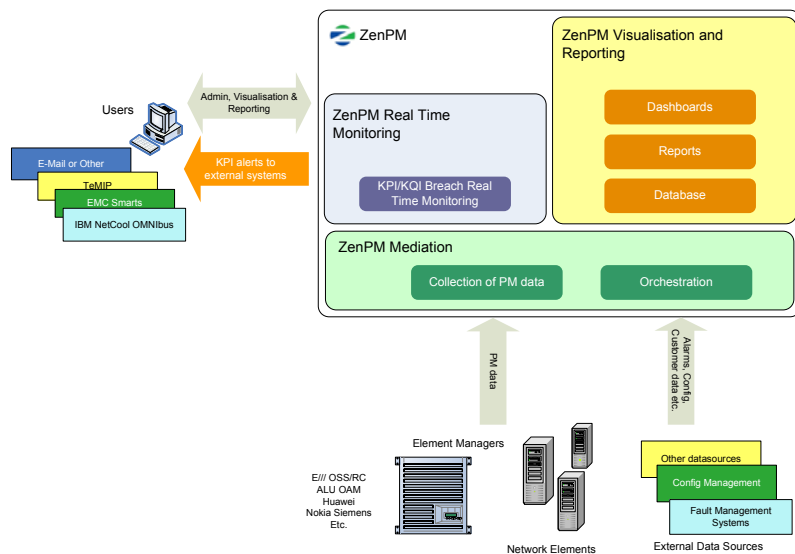 ZenPM
ZenPM Visualisation and
Reporting
Dashboards
Reports
Database
ZenPM Real Time
Monitoring
KPI/KQI Breach Real
Time Monitoring
ZenPM Mediation
Collection of PM data
Orchestration
Users
Admin, Visualisation &
Reporting
KPI alerts to
external systems
E-Mail or Other
TeMIP
EMC Smarts
IBM NetCool OMNIbus
PM data
Alarms, Config,
Customer data etc.
Element Managers
E/// OSS/RC
ALU OAM
Huawei
Nokia Siemens
Etc.
Network Elements
Other datasources
Config Management
Fault Management
Systems
External Data Sources